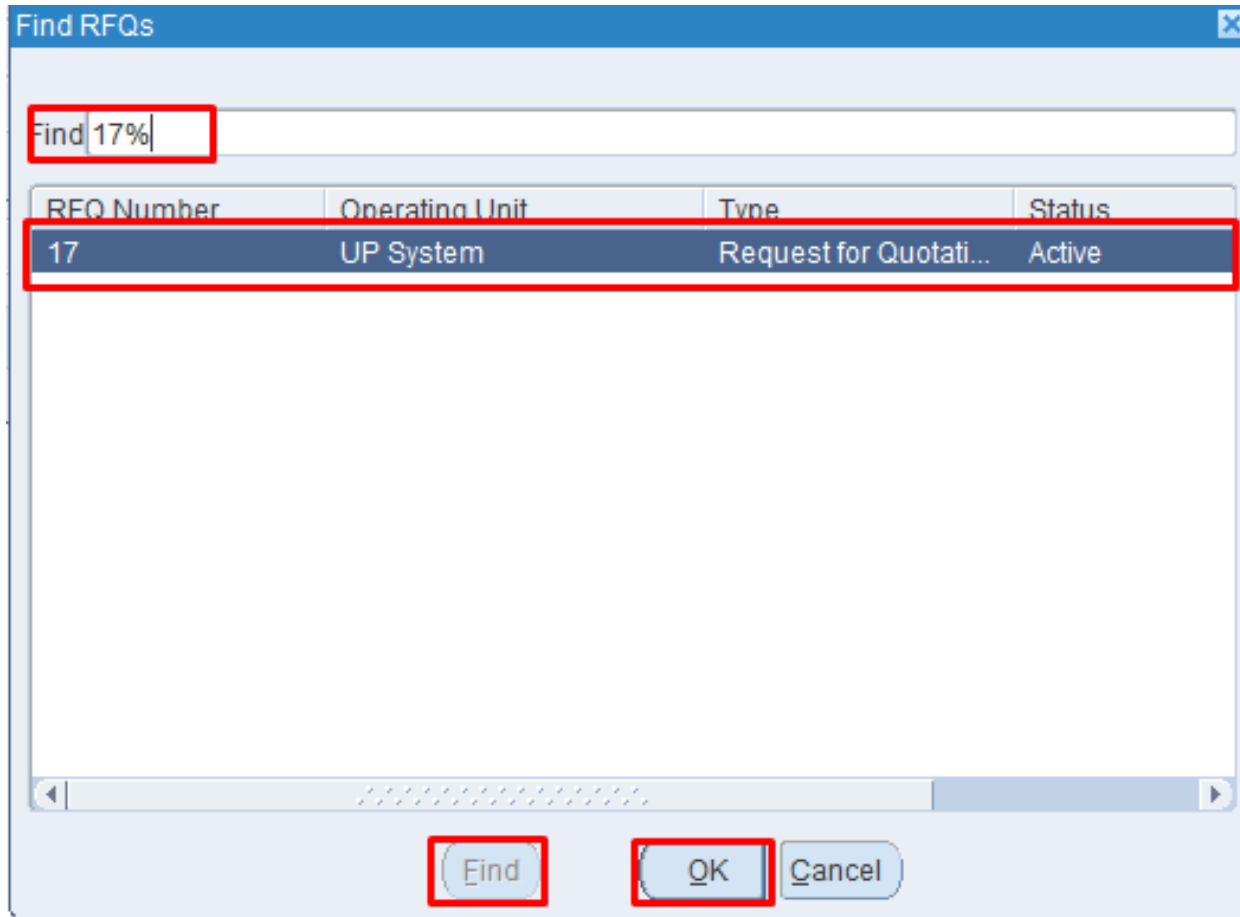 Find RFQs
Find 17%
RFQ Number Operating Unit Type Status
17 UP System Request for Quotati... Active
Find OK Cancel